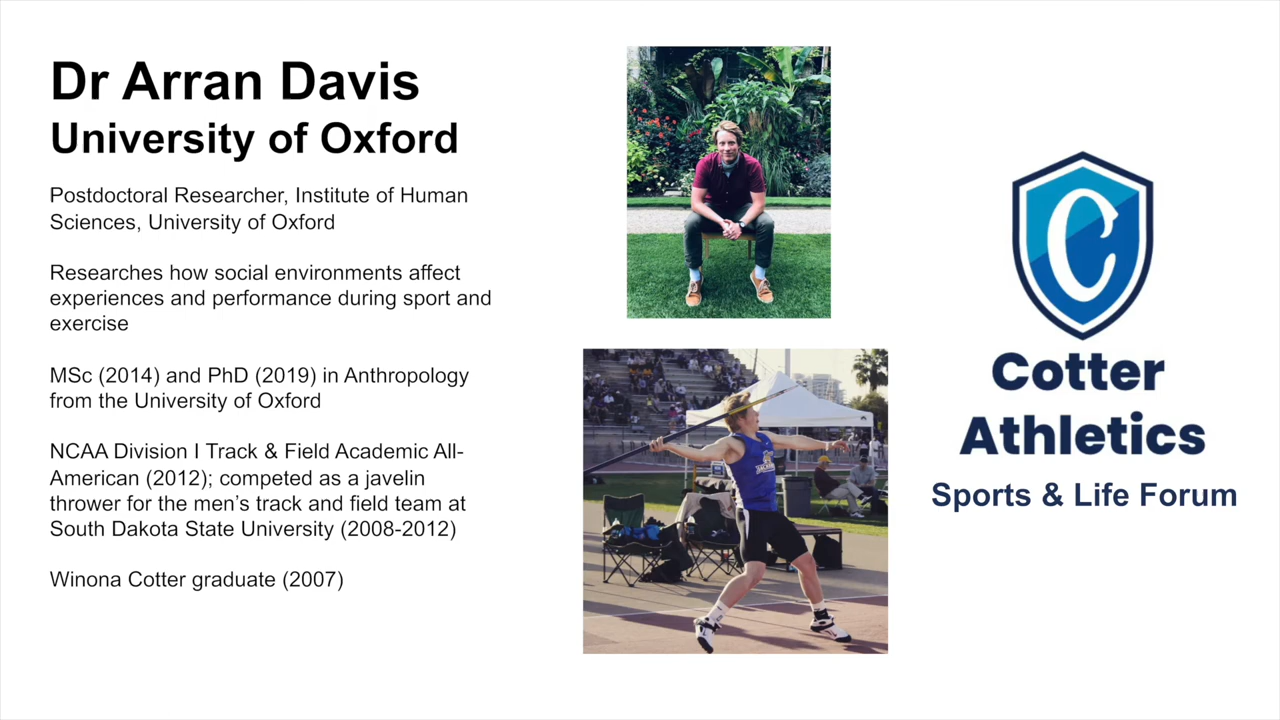 Dr Arran Davis
University of Oxford
Postdoctoral Researcher, Institute of Human
Sciences, University of Oxford
Researches how social environments affect
experiences and performance during sport and
exercise
MSc (2014) and PhD (2019) in Anthropology
from the University of Oxford
NCAA Division I Track & Field Academic All-
American (2012); competed as a javelin
thrower for the men’s track and field team at
South Dakota State University (2008-2012)
Winona Cotter graduate (2007)
C
Cotter
Athletics
Sports & Life Forum